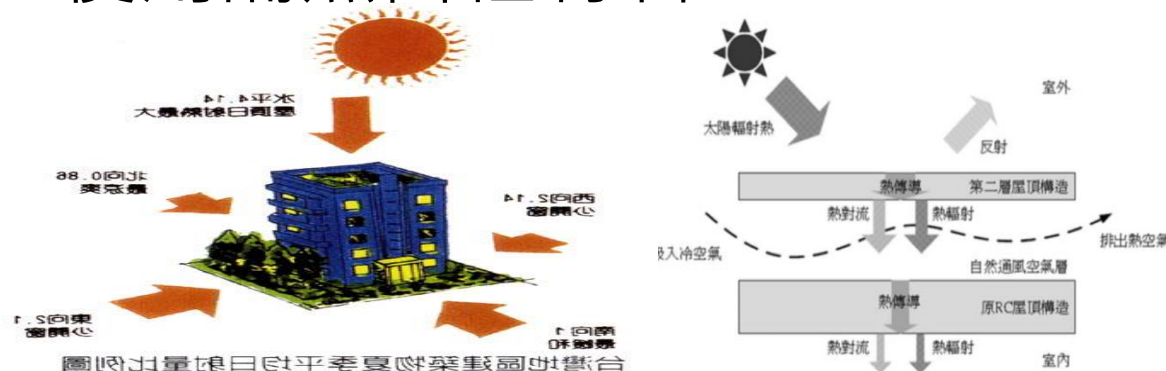 水平4.14
屋頂日射熱最大
北向0.86
最涼爽
西向2.14
少開窗
東向2.1
少開窗
南向1
最緩和
台灣地區建築物夏季平均日射量比例圖
室外
太陽輻射熱
反射
熱傳導
第二層屋頂構造
熱對流
熱輻射
入冷空氣
排出熱空氣
自然通風空氣層
熱傳導
原RC屋頂構造
熱對流
熱輻射
室內